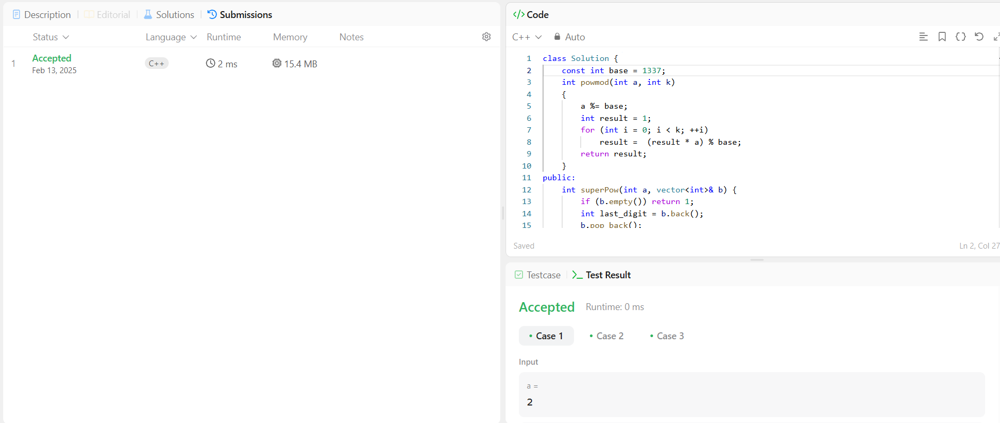 Description
Editorial
Solutions
Submissions
Status
Language
Runtime
Memory
Notes
1
Accepted
Feb 13, 2025
C++
2 ms
15.4 MB
</> Code
C++
Auto
1 class Solution {
2     const int base = 1337;
3     int powmod(int a, int k)
4     {
5         a %= base;
6         int result = 1;
7         for (int i = 0; i < k; ++i)
8             result =  (result * a) % base;
9         return result;
10     }
11 public:
12     int superPow(int a, vector<int>& b) {
13         if (b.empty()) return 1;
14         int last_digit = b.back();
15         b.pop_back();
Saved
Ln 2, Col 27
Testcase
Test Result
Accepted
Runtime: 0 ms
Case 1
Case 2
Case 3
Input
a =
2